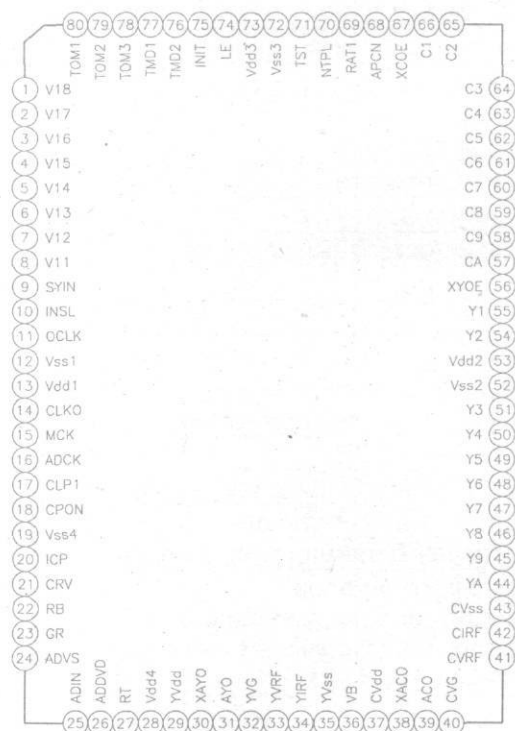 80 79 78 77 76 75 74 73 72 71 70 69 68 67 66 65
TOM1 TOM2 TOM3 TMD1 TMD2 INIT LE Vdd3 Vss3 TST NTPL RAT1 APCN XCOE C1 C2
1 V18 C3 64
2 V17 C4 63
3 V16 C5 62
4 V15 C6 61
5 V14 C7 60
6 V13 C8 59
7 V12 C9 58
8 V11 CA 57
9 SYIN XYOE 56
10 INSL Y1 55
11 OCLK Y2 54
12 Vss1 Vdd2 53
13 Vdd1 Vss2 52
14 CLKO Y3 51
15 MCK Y4 50
16 ADCK Y5 49
17 CLP1 Y6 48
18 CPON Y7 47
19 Vss4 Y8 46
20 ICP Y9 45
21 CRV YA 44
22 RB CVss 43
23 GR CIRF 42
24 ADVS CVRF 41
ADIN ADDVD RT Vdd4 YVdd XAYO AYO YVG YVRF YIRF YVss VB CVdd XACO ACO CVG
25 26 27 28 29 30 31 32 33 34 35 36 37 38 39 40